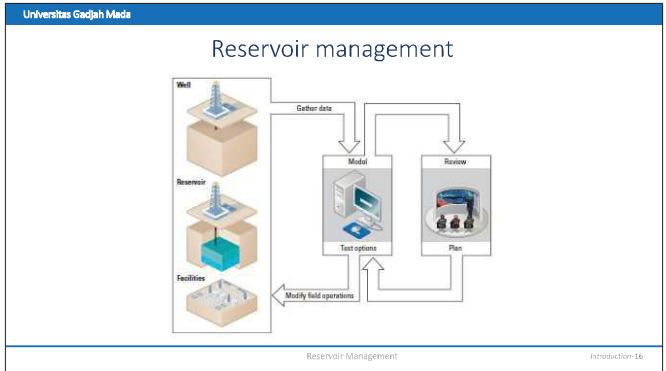 Universitas Gadjah Mada
Reservoir management
Well
Gather data
Model
Review
Reservoir
Test options
Plan
Facilities
Modify field operations
Reservoir Management
Introduction-16